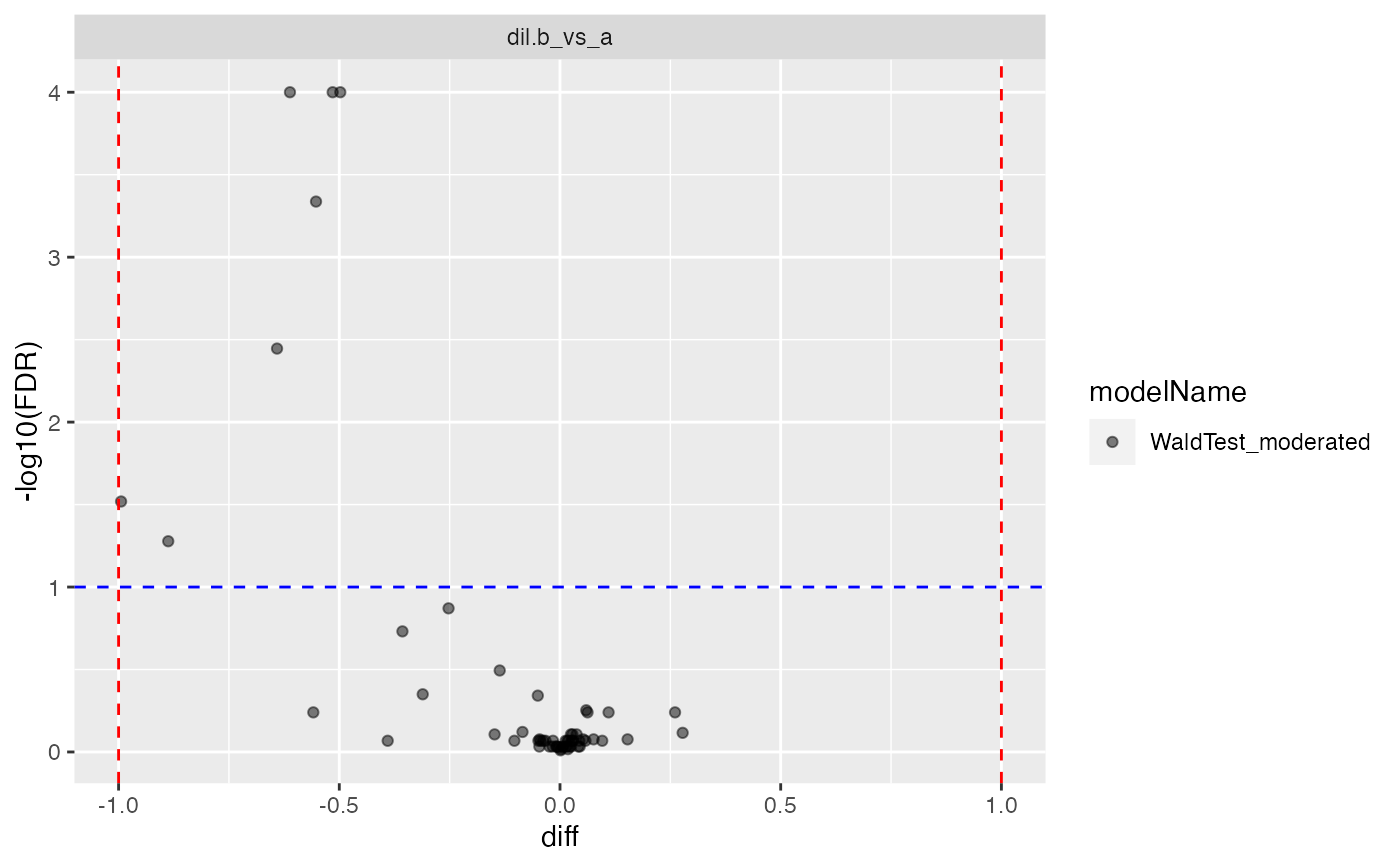 dil.b_vs_a
4
3
2
1
0
-log10(FDR)
-1.0 -0.5 0.0 0.5 1.0
diff
modelName
WaldTest_moderated